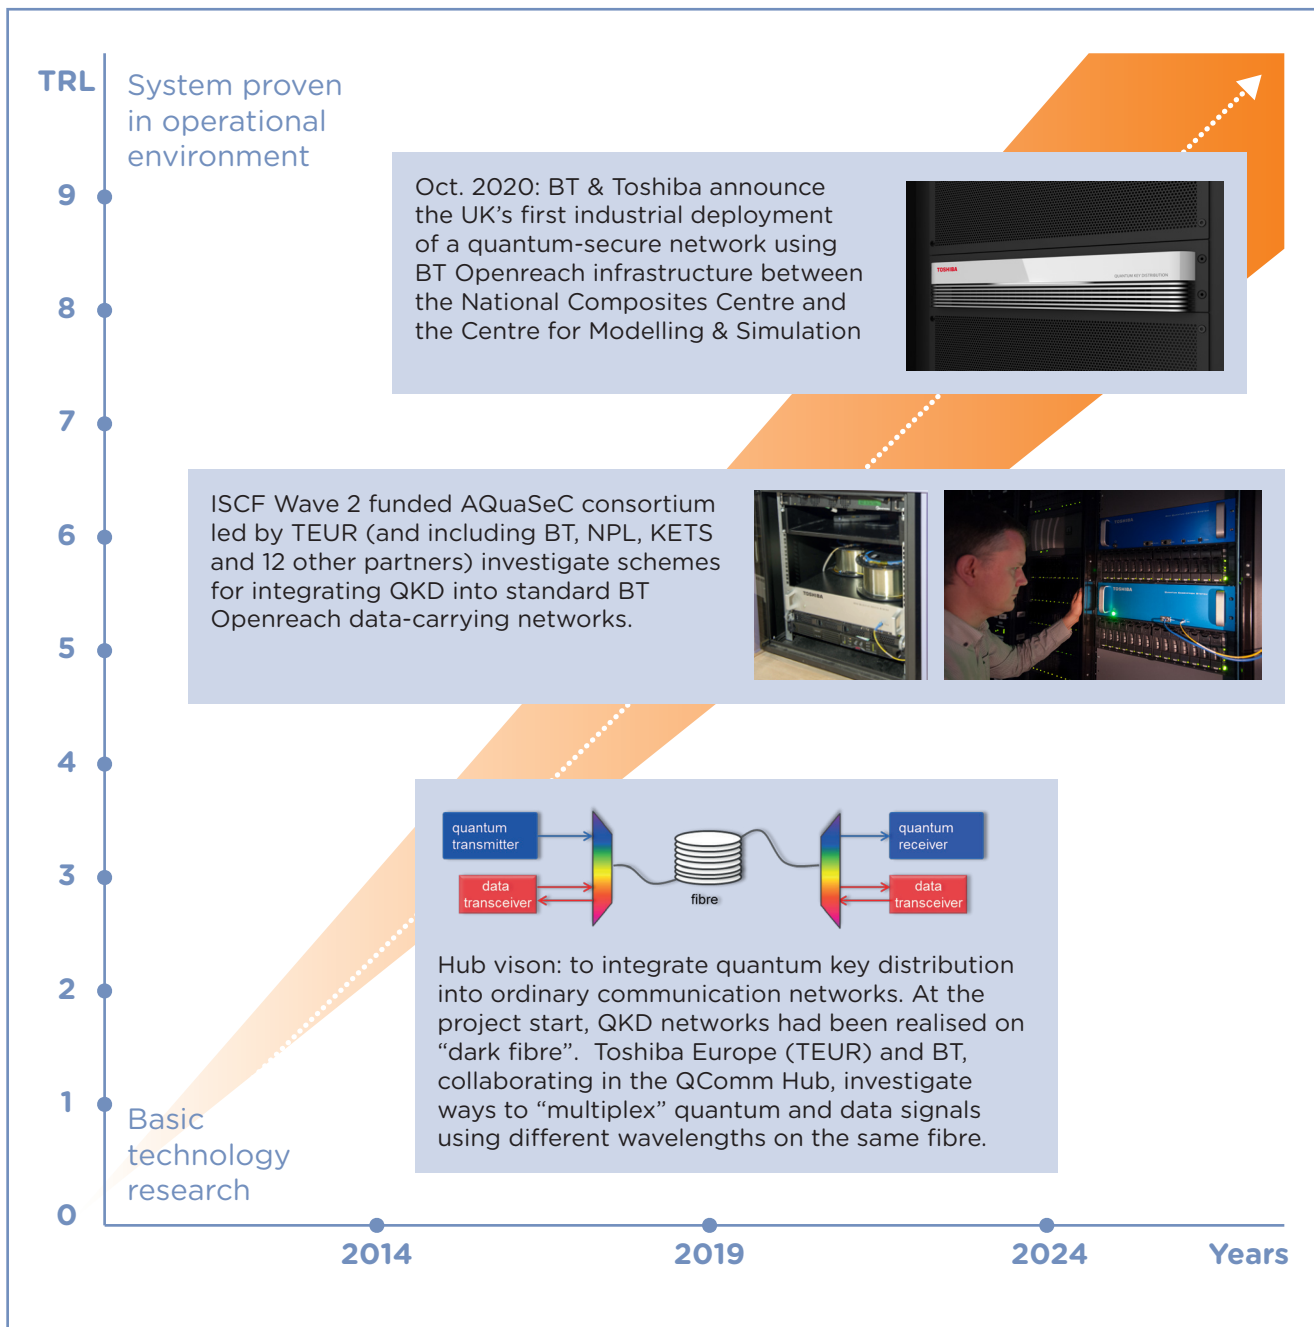 TRL
System proven
in operational
environment
9
8
7
6
5
4
3
2
1
0
Oct. 2020: BT & Toshiba announce
the UK’s first industrial deployment
of a quantum-secure network using
BT Openreach infrastructure between
the National Composites Centre and
the Centre for Modelling & Simulation
TOSHIBA
QUANTUM KEY DISTRIBUTION
ISCF Wave 2 funded AQuaSeC consortium
led by TEUR (and including BT, NPL, KETS
and 12 other partners) investigate schemes
for integrating QKD into standard BT
Openreach data-carrying networks.
TOSHIBA
TOSHIBA
quantum
transmitter
data
transceiver
fibre
quantum
receiver
data
transceiver
Hub vison: to integrate quantum key distribution
into ordinary communication networks. At the
project start, QKD networks had been realised on
“dark fibre”.  Toshiba Europe (TEUR) and BT,
collaborating in the QComm Hub, investigate
ways to “multiplex” quantum and data signals
using different wavelengths on the same fibre.
Basic
technology
research
2014
2019
2024
Years